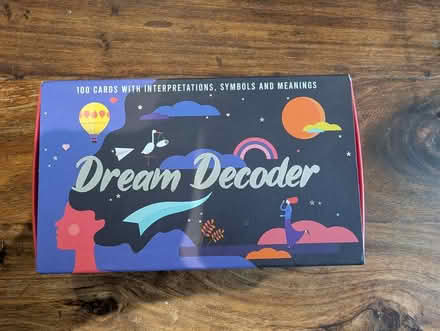 100 CARDS WITH INTERPRETATIONS, SYMBOLS AND MEANINGS
Dream Decoder